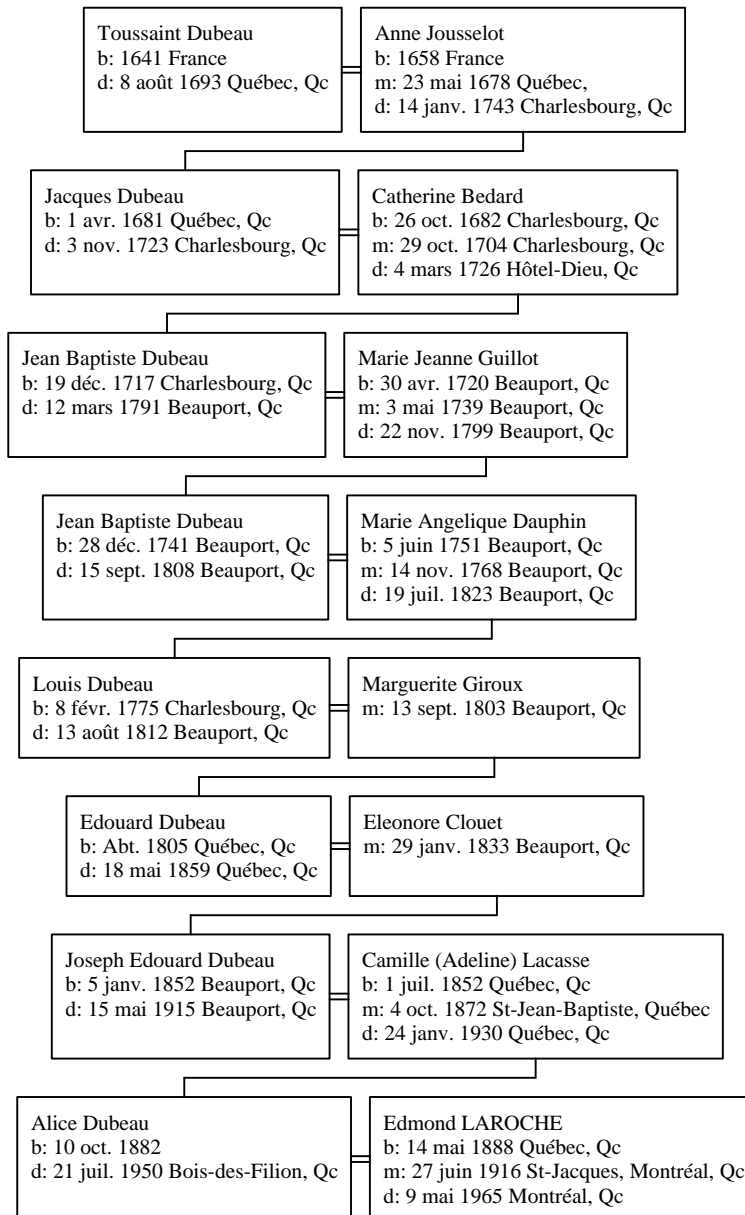 Toussaint Dubeau
b: 1641 France
d: 8 août 1693 Québec, Qc
Anne Jousselot
b: 1658 France
m: 23 mai 1678 Québec,
d: 14 janv. 1743 Charlesbourg, Qc
Jacques Dubeau
b: 1 avr. 1681 Québec, Qc
d: 3 nov. 1723 Charlesbourg, Qc
Catherine Bedard
b: 26 oct. 1682 Charlesbourg, Qc
m: 29 oct. 1704 Charlesbourg, Qc
d: 4 mars 1726 Hôtel-Dieu, Qc
Jean Baptiste Dubeau
b: 19 déc. 1717 Charlesbourg, Qc
d: 12 mars 1791 Beauport, Qc
Marie Jeanne Guillot
b: 30 avr. 1720 Beauport, Qc
m: 3 mai 1739 Beauport, Qc
d: 22 nov. 1799 Beauport, Qc
Jean Baptiste Dubeau
b: 28 déc. 1741 Beauport, Qc
d: 15 sept. 1808 Beauport, Qc
Marie Angelique Dauphin
b: 5 juin 1751 Beauport, Qc
m: 14 nov. 1768 Beauport, Qc
d: 19 juil. 1823 Beauport, Qc
Louis Dubeau
b: 8 févr. 1775 Charlesbourg, Qc
d: 13 août 1812 Beauport, Qc
Marguerite Giroux
m: 13 sept. 1803 Beauport, Qc
Edouard Dubeau
b: Abt. 1805 Québec, Qc
d: 18 mai 1859 Québec, Qc
Eleonore Clouet
m: 29 janv. 1833 Beauport, Qc
Joseph Edouard Dubeau
b: 5 janv. 1852 Beauport, Qc
d: 15 mai 1915 Beauport, Qc
Camille (Adeline) Lacasse
b: 1 juil. 1852 Québec, Qc
m: 4 oct. 1872 St-Jean-Baptiste, Québec
d: 24 janv. 1930 Québec, Qc
Alice Dubeau
b: 10 oct. 1882
d: 21 juil. 1950 Bois-des-Filion, Qc
Edmond LAROCHE
b: 14 mai 1888 Québec, Qc
m: 27 juin 1916 St-Jacques, Montréal, Qc
d: 9 mai 1965 Montréal, Qc